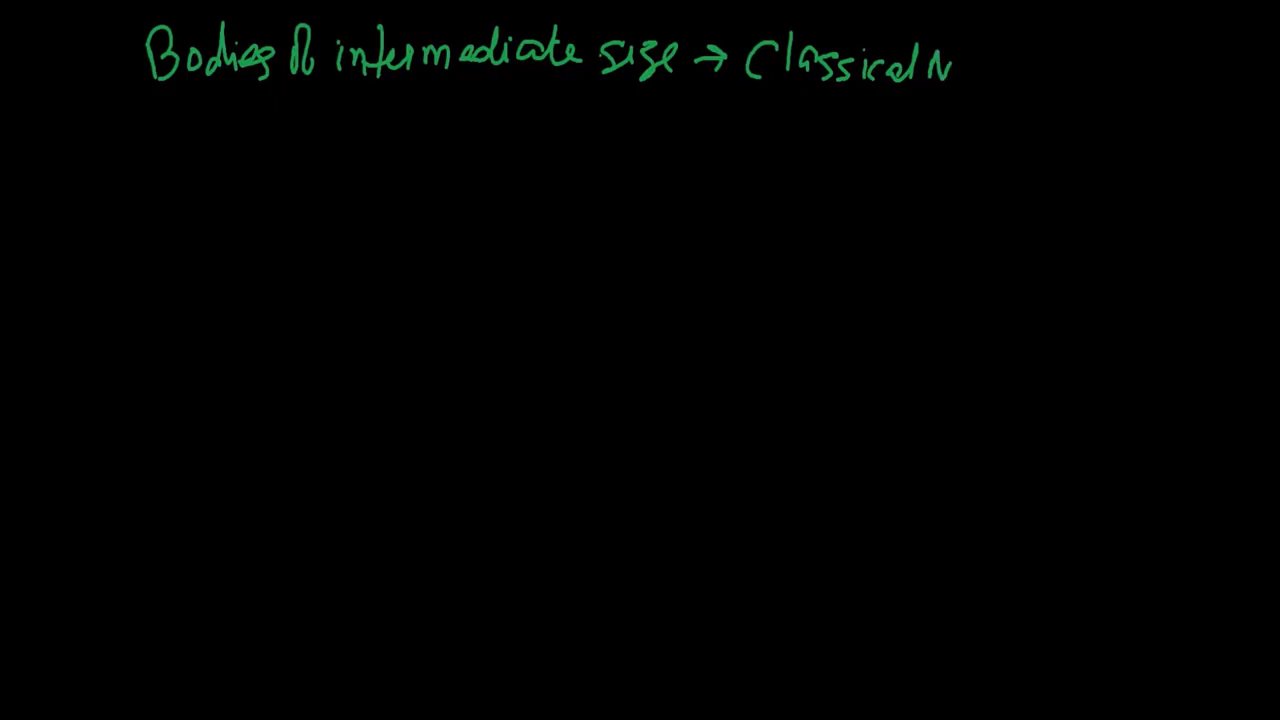 Bodies of intermediate size → Classical N